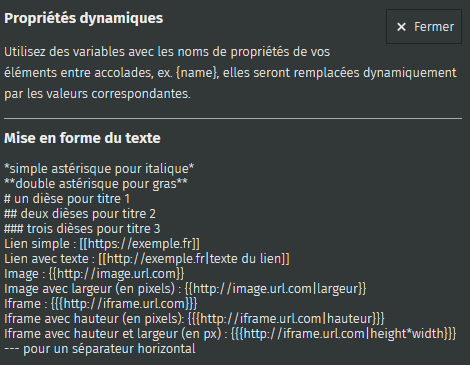 Propriétés dynamiques
× Fermer
Utilisez des variables avec les noms de propriétés de vos
éléments entre accolades, ex. {name}, elles seront remplacées dynamiquement
par les valeurs correspondantes.
Mise en forme du texte
*simple astérisque pour italique*
**double astérisque pour gras**
# un dièse pour titre 1
## deux dièses pour titre 2
### trois dièses pour titre 3
Lien simple : [[https://exemple.fr]]
Lien avec texte : [[http://exemple.fr|texte du lien]]
Image : {{http://image.url.com}}
Image avec largeur (en pixels) : {{http://image.url.com|largeur}}
Iframe : {{{http://iframe.url.com}}}
Iframe avec hauteur (en pixels): {{{http://iframe.url.com|hauteur}}}
Iframe avec hauteur et largeur (en px) : {{{http://iframe.url.com|height*width}}}
--- pour un séparateur horizontal